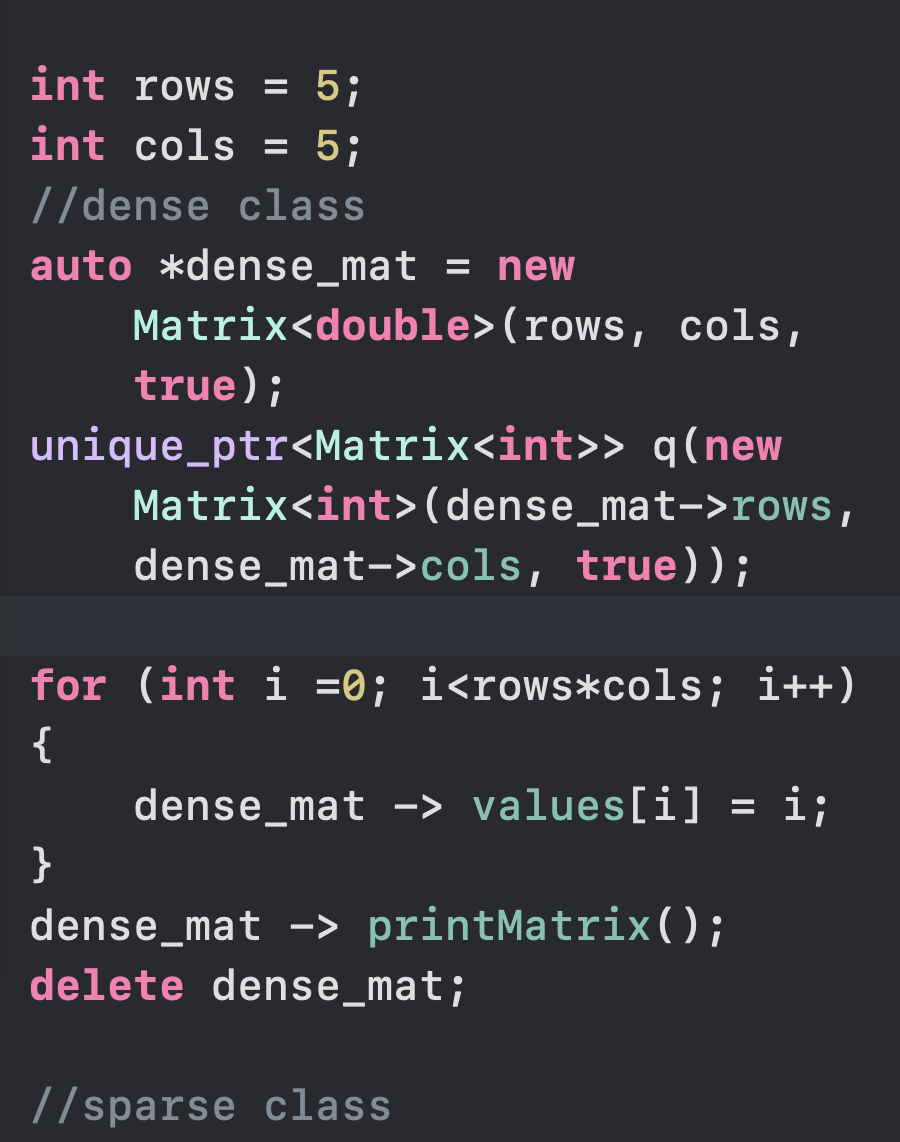 int rows = 5;
int cols = 5;
//dense class
auto *dense_mat = new
Matrix<double>(rows, cols,
true);
unique_ptr<Matrix<int>> q(new
Matrix<int>(dense_mat->rows,
dense_mat->cols, true));
for (int i =0; i<rows*cols; i++)
{
dense_mat -> values[i] = i;
}
dense_mat -> printMatrix();
delete dense_mat;
//sparse class